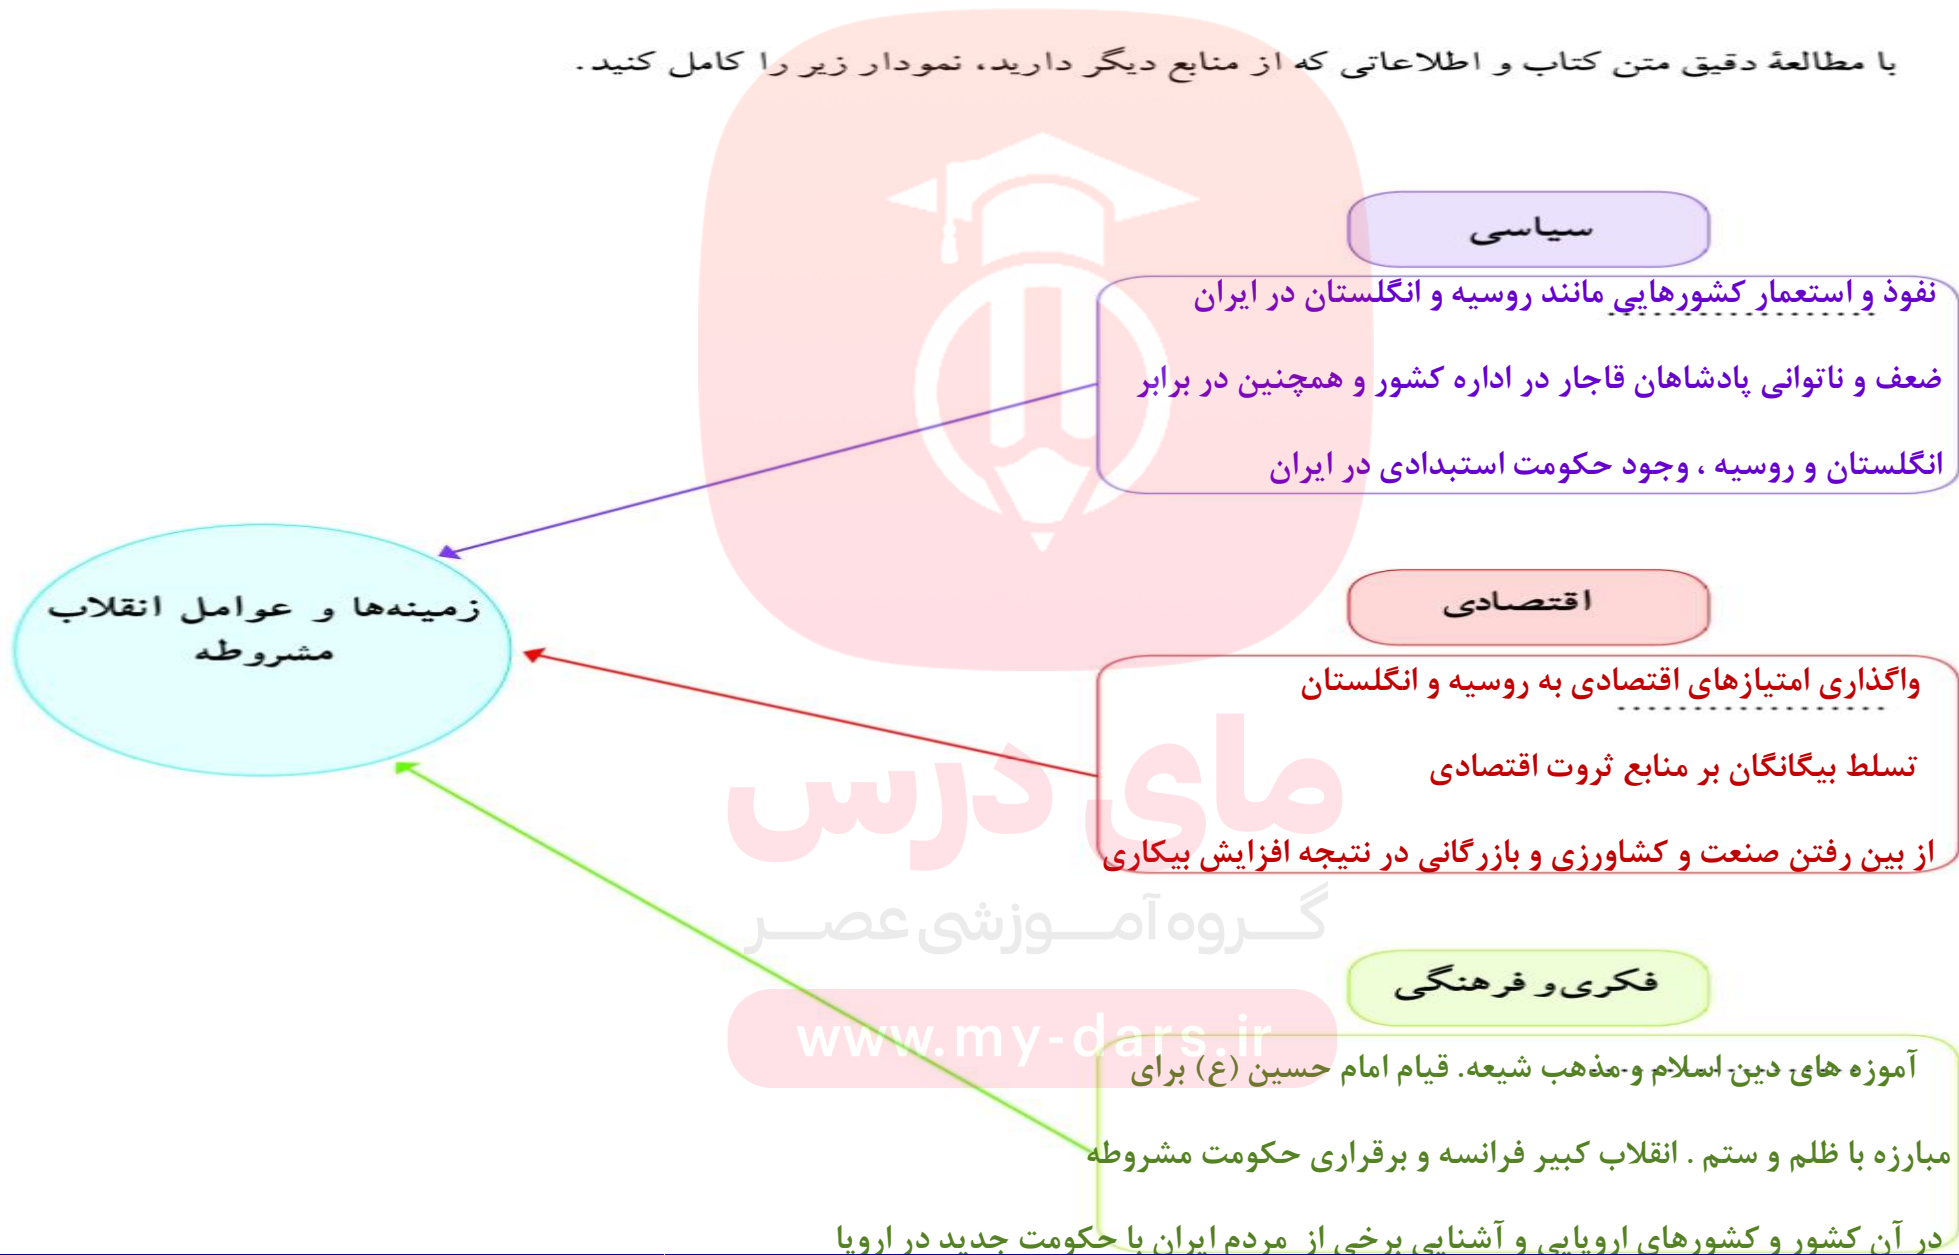 با مطالعهٔ دقیق متن کتاب و اطلاعاتی که از منابع دیگر دارید، نمودار زیر را کامل کنید.
سیاسی
نفوذ و استعمار کشورهایی مانند روسیه و انگلستان در ایران
ضعف و ناتوانی پادشاهان قاجار در اداره کشور و همچنین در برابر
انگلستان و روسیه ، وجود حکومت استبدادی در ایران
زمینه‌ها و عوامل انقلاب
مشروطه
اقتصادی
واگذاری امتیازهای اقتصادی به روسیه و انگلستان
تسلط بیگانگان بر منابع ثروت اقتصادی
از بین رفتن صنعت و کشاورزی و بازرگانی در نتیجه افزایش بیکاری
مای درس
گروه آموزشی عصر
www.my-dars.ir
فکری و فرهنگی
آموزه های دین اسلام و مذهب شیعه. قیام امام حسین (ع) برای
مبارزه با ظلم و ستم . انقلاب کبیر فرانسه و برقراری حکومت مشروطه
در آن کشور و کشورهای اروپایی و آشنایی برخی از مردم ایران با حکومت جدید در اروپا